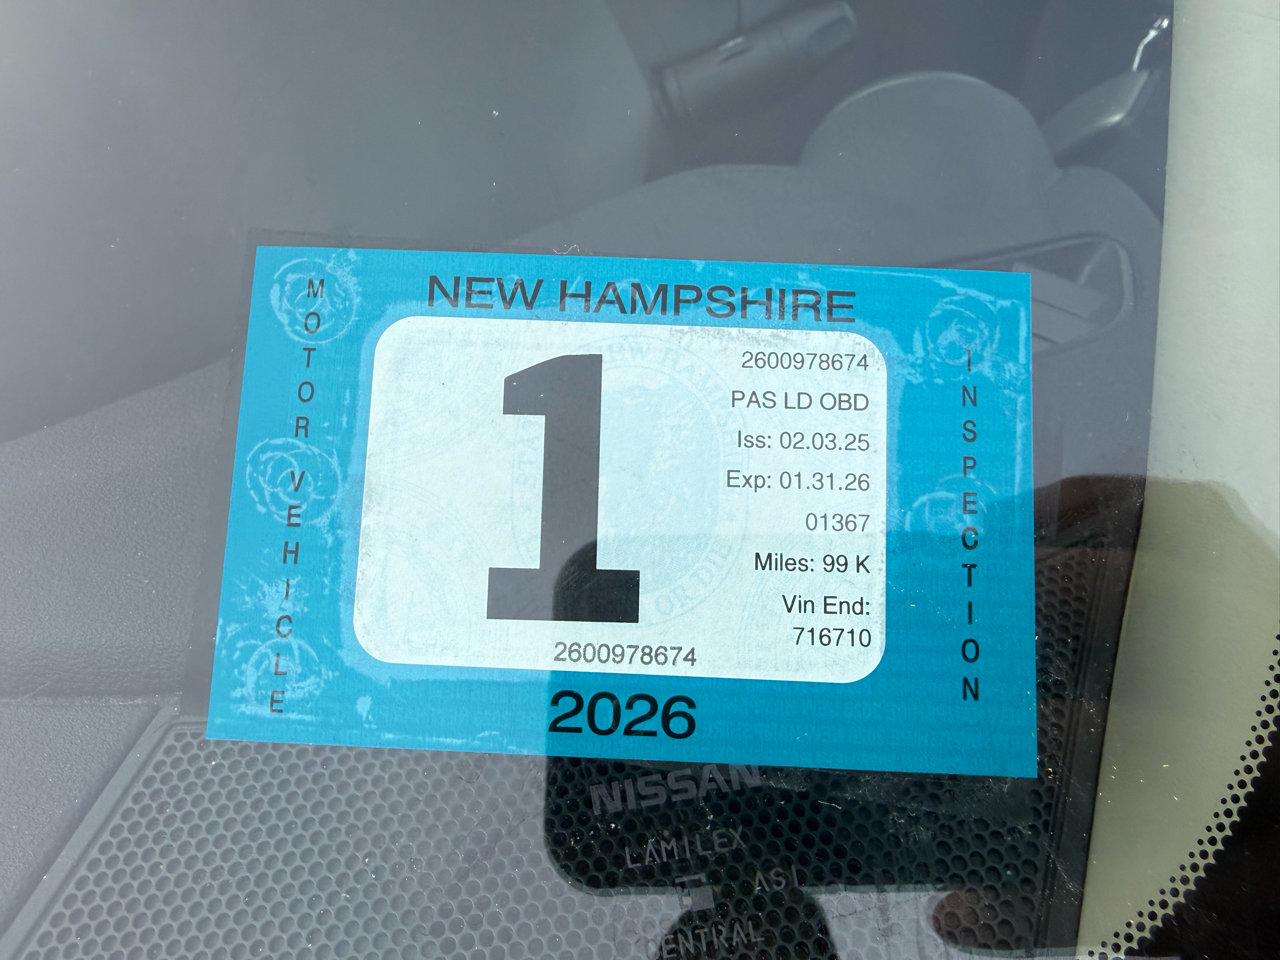 NEW HAMPSHIRE
MOTOR VEHICLE
1
2600978674
PAS LD OBD
Iss: 02.03.25
Exp: 01.31.26
01367
Miles: 99 K
Vin End:
716710
2600978674
INSPECTION
2026
NISSAN
LAMILEX
ASI